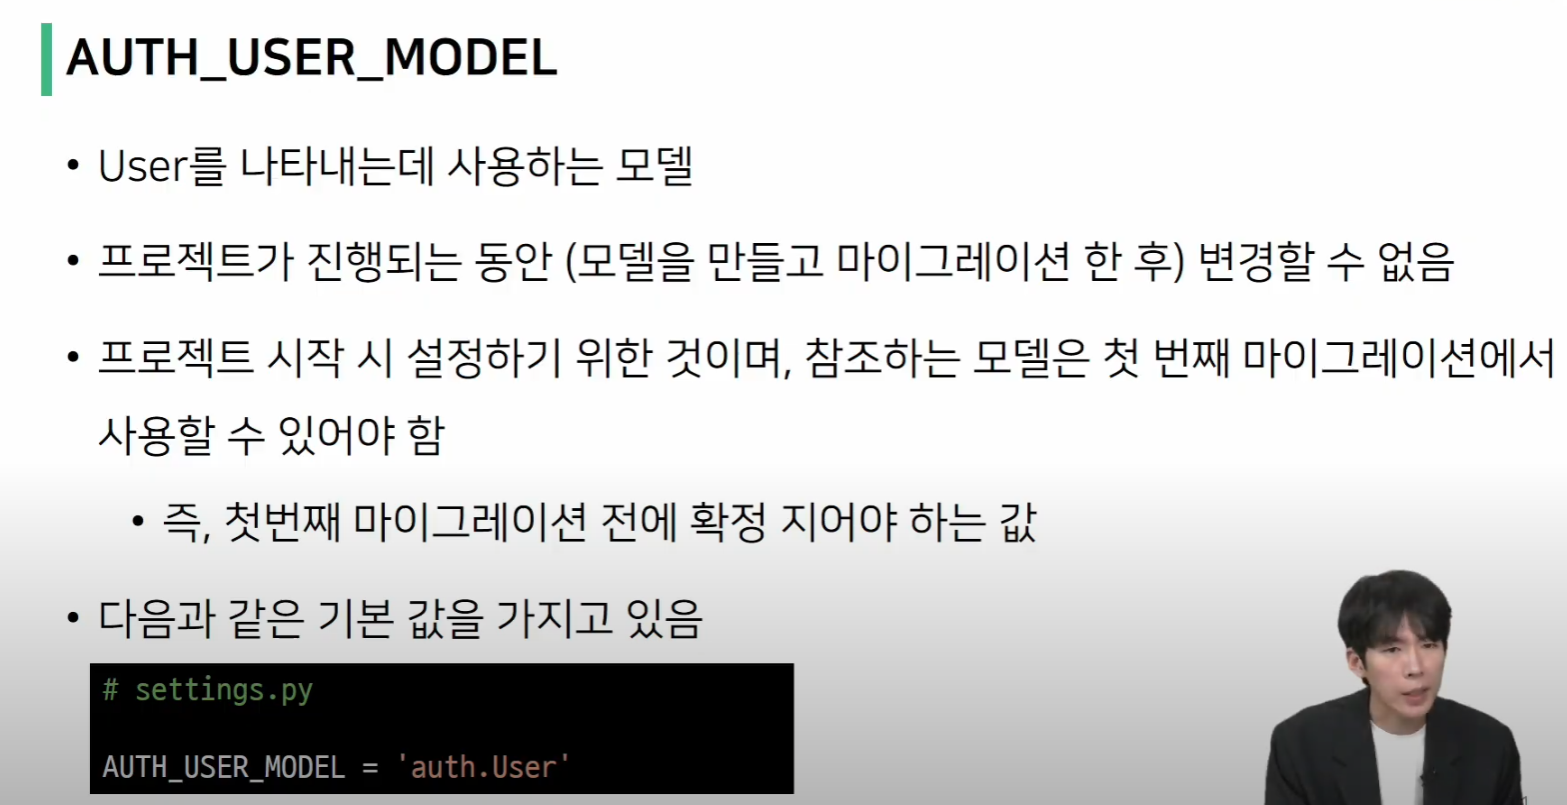 AUTH_USER_MODEL
• User를 나타내는데 사용하는 모델
• 프로젝트가 진행되는 동안 (모델을 만들고 마이그레이션 한 후) 변경할 수 없음
• 프로젝트 시작 시 설정하기 위한 것이며, 참조하는 모델은 첫 번째 마이그레이션에서
사용할 수 있어야 함
• 즉, 첫번째 마이그레이션 전에 확정 지어야 하는 값
• 다음과 같은 기본 값을 가지고 있음
# settings.py
AUTH_USER_MODEL = 'auth.User'